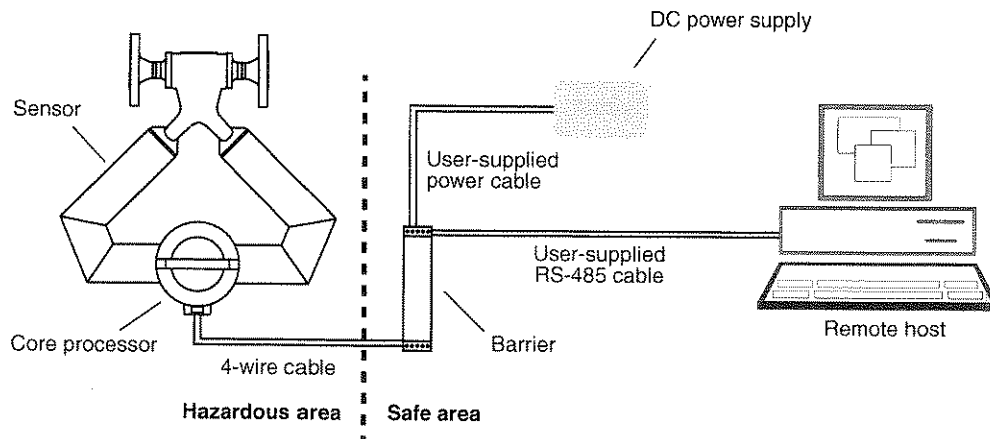 DC power supply
Sensor
User-supplied
power cable
User-supplied
RS-485 cable
Core processor
Barrier
Remote host
4-wire cable
Hazardous area
Safe area